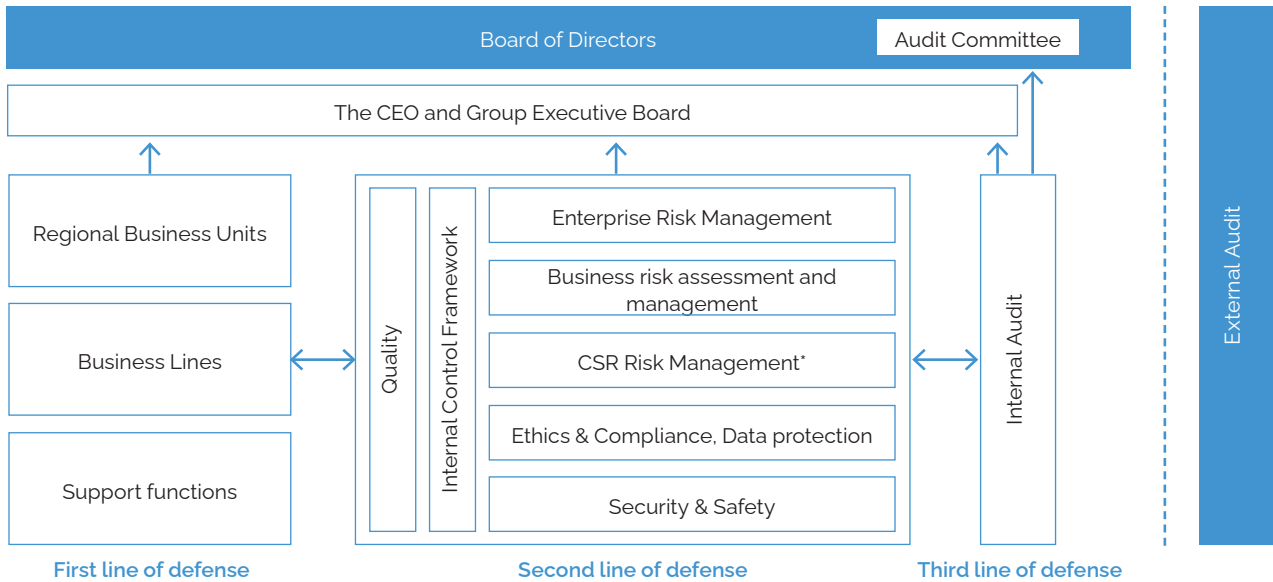 Board of Directors
Audit Committee
The CEO and Group Executive Board
Regional Business Units
Business Lines
Support functions
Quality
Internal Control Framework
Enterprise Risk Management
Business risk assessment and
management
CSR Risk Management*
Ethics & Compliance, Data protection
Security & Safety
Internal Audit
External Audit
First line of defense
Second line of defense
Third line of defense